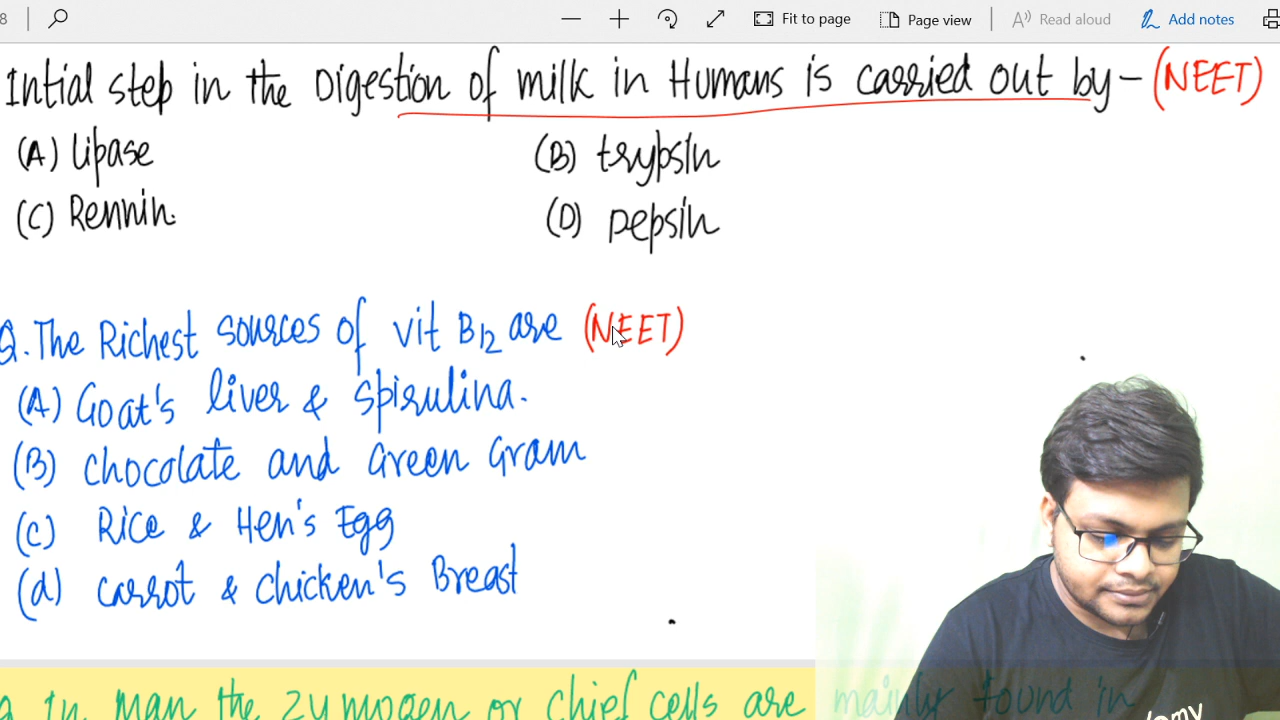 8 Fit to page Page view Read aloud Add notes
Intial step in the Digestion of milk in Humans is carried out by - (NEET)
(A) lipase (B) trypsin
(C) Rennin. (D) pepsin
Q. The Richest sources of vit B12 are (NEET)
(A) Goat's liver & spirulina.
(B) chocolate and Green Gram
(c) Rice & Hen's Egg
(d) carrot & chicken's Breast
In man the zymogen or chief cells are mainly found in